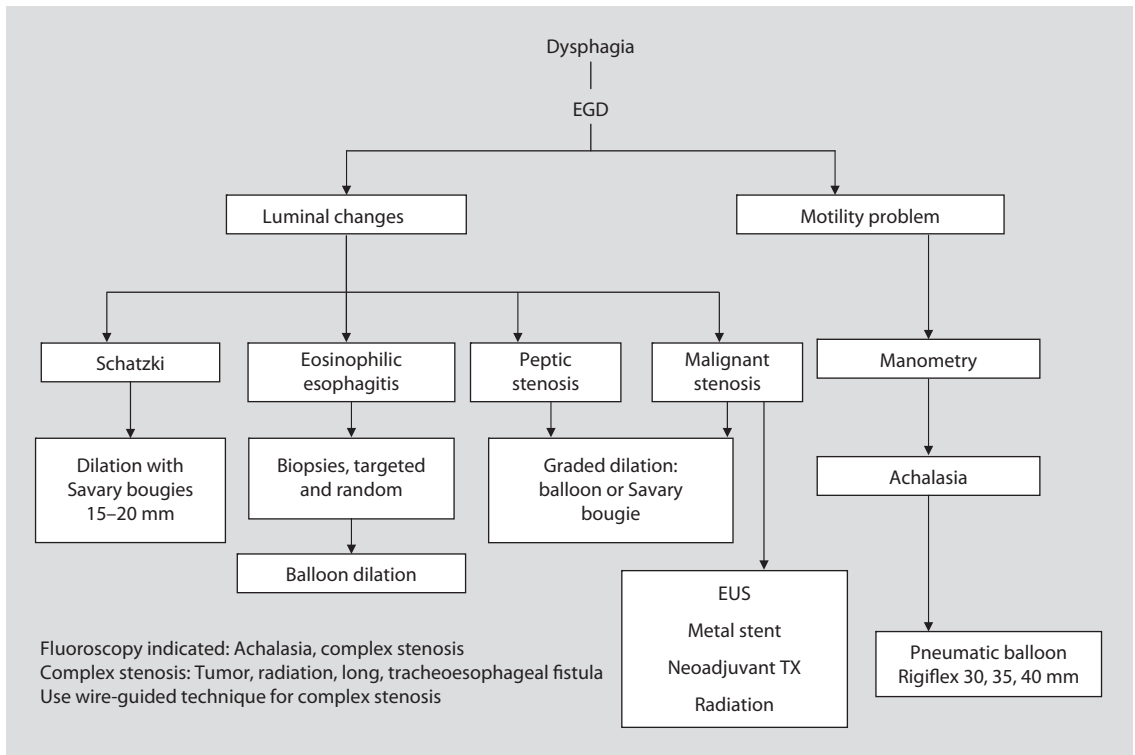 Dysphagia
EGD
Luminal changes
Motility problem
Schatzki
Eosinophilic
esophagitis
Peptic
stenosis
Malignant
stenosis
Manometry
Dilation with
Savary bougies
15–20 mm
Biopsies, targeted
and random
Graded dilation:
balloon or Savary
bougie
Achalasia
Balloon dilation
EUS
Metal stent
Neoadjuvant TX
Radiation
Pneumatic balloon
Rigiflex 30, 35, 40 mm
Fluoroscopy indicated: Achalasia, complex stenosis
Complex stenosis: Tumor, radiation, long, tracheoesophageal fistula
Use wire-guided technique for complex stenosis